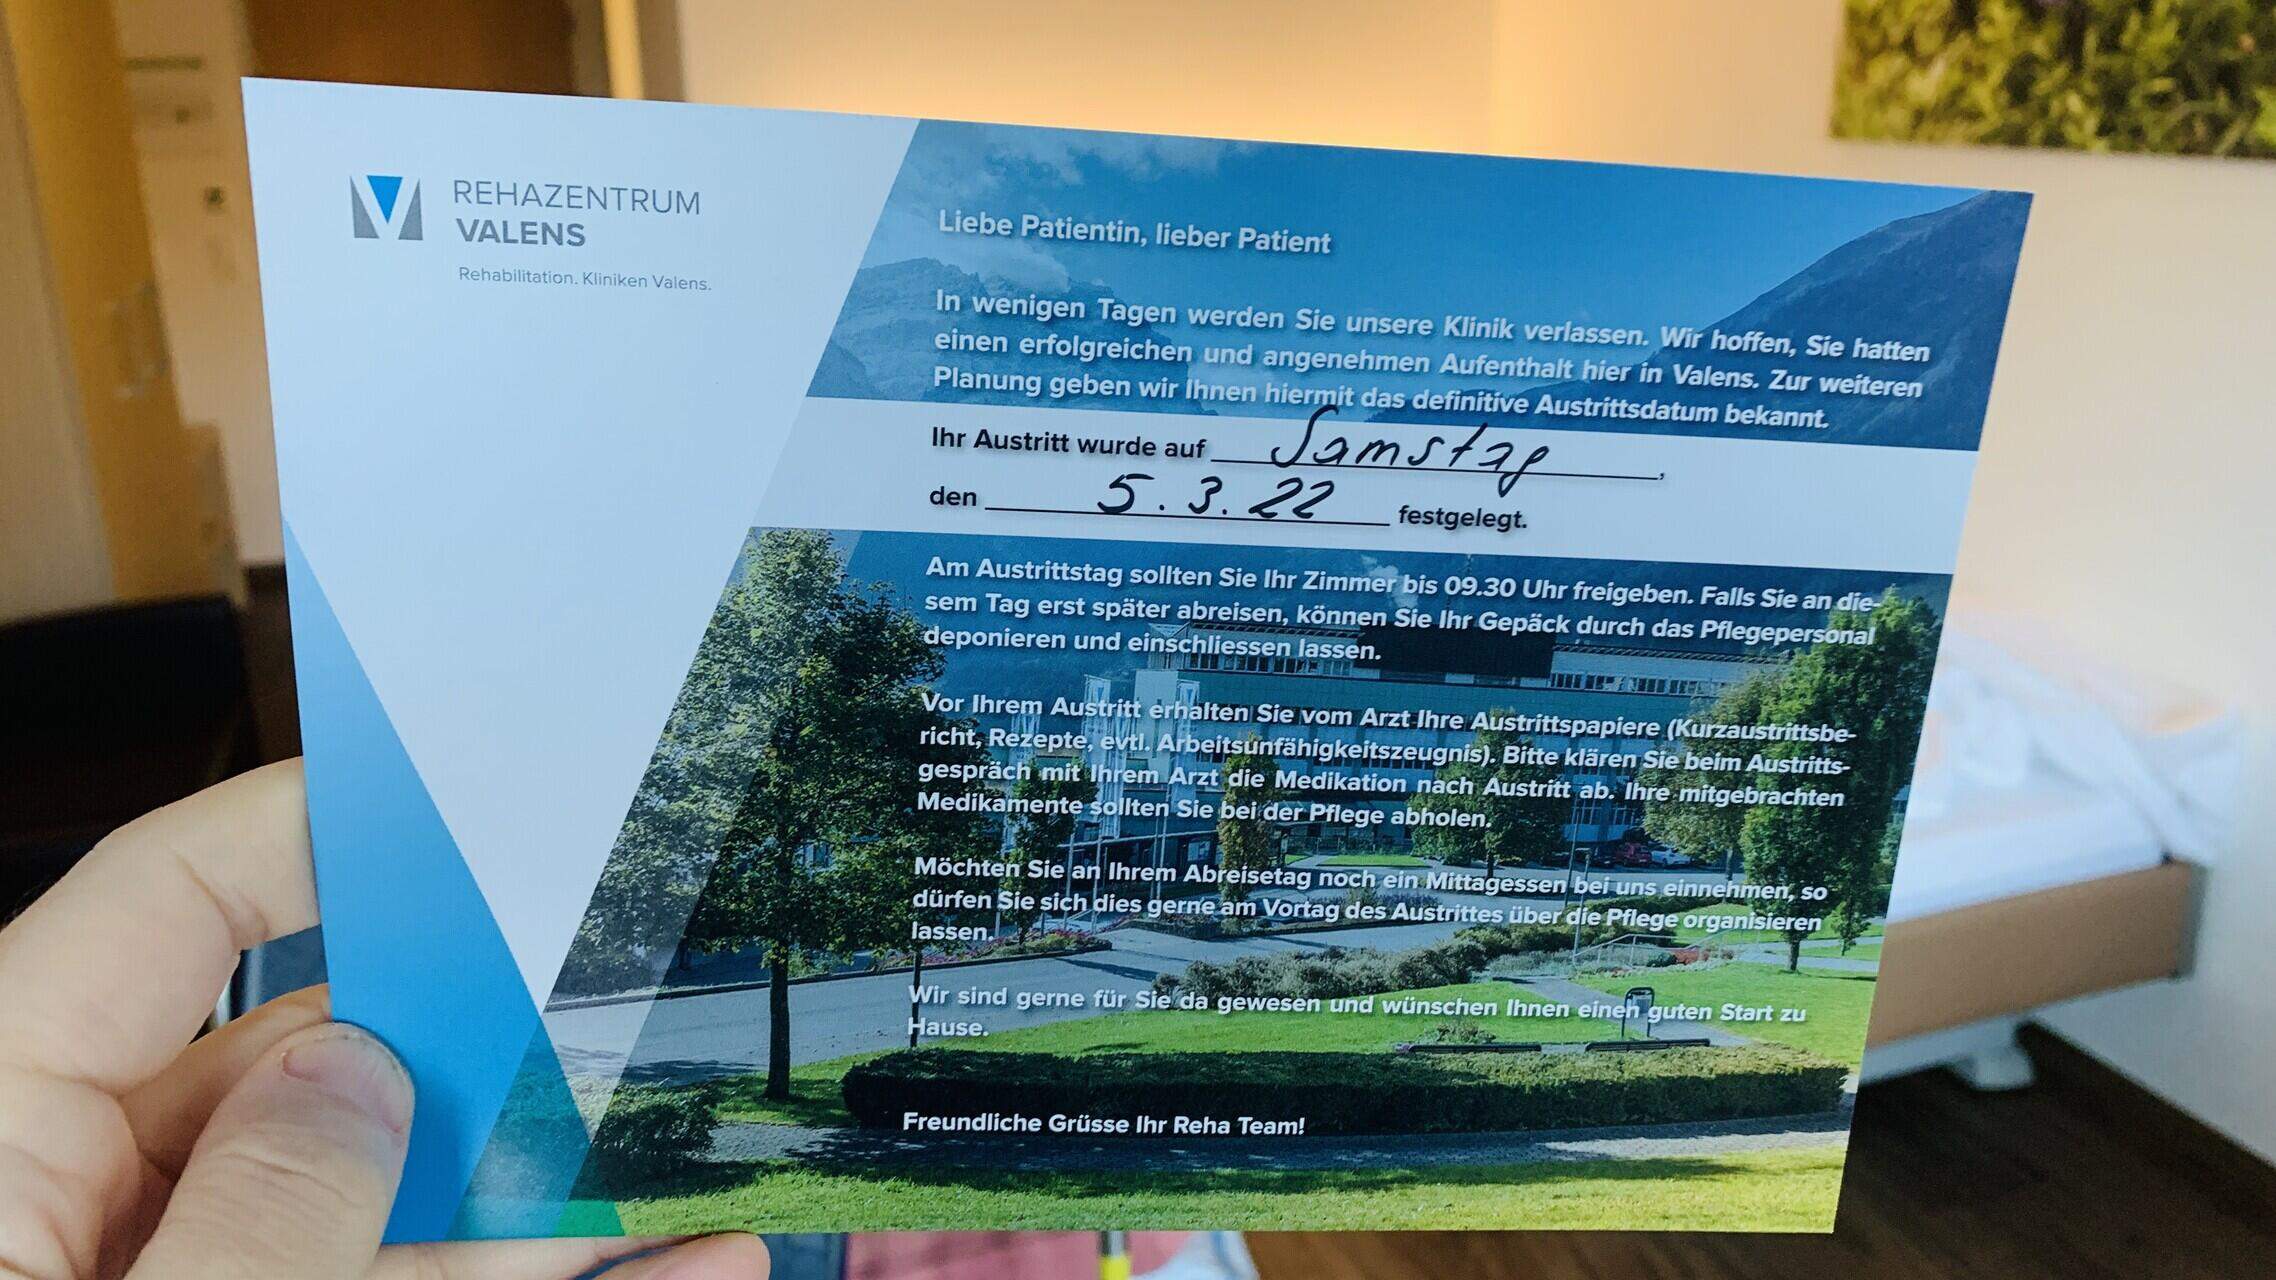 REHAZENTRUM
VALENS
Rehabilitation. Kliniken Valens.
Liebe Patientin, lieber Patient
In wenigen Tagen werden Sie unsere Klinik verlassen. Wir hoffen, Sie hatten
einen erfolgreichen und angenehmen Aufenthalt hier in Valens. Zur weiteren
Planung geben wir Ihnen hiermit das definitive Austrittsdatum bekannt.
Ihr Austritt wurde auf Samstag,
den 5.3.22 festgelegt.
Am Austrittstag sollten Sie Ihr Zimmer bis 09.30 Uhr freigeben. Falls Sie an die-
sem Tag erst später abreisen, können Sie Ihr Gepäck durch das Pflegepersonal
deponieren und einschliessen lassen.
Vor Ihrem Austritt erhalten Sie vom Arzt Ihre Austrittspapiere (Kurzaustrittsbe-
richt, Rezepte, evtl. Arbeitsunfähigkeitszeugnis). Bitte klären Sie beim Austritts-
gespräch mit Ihrem Arzt die Medikation nach Austritt ab. Ihre mitgebrachten
Medikamente sollten Sie bei der Pflege abholen.
Möchten Sie an Ihrem Abreisetag noch ein Mittagessen bei uns einnehmen, so
dürfen Sie sich dies gerne am Vortag des Austrittes über die Pflege organisieren
lassen.
Wir sind gerne für Sie da gewesen und wünschen Ihnen einen guten Start zu
Hause.
Freundliche Grüsse Ihr Reha Team!